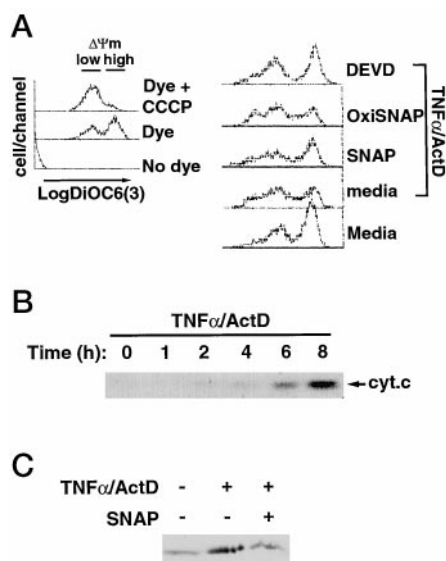 A
ΔΨm
low high
cell/channel
Dye + CCCP
Dye
No dye
LogDiOC6(3)
DEVD
OxiSNAP
SNAP
media
Media
TNFα/ActD
B
TNFα/ActD
Time (h): 0 1 2 4 6 8
cyt.c
C
TNFα/ActD - + +
SNAP - - +